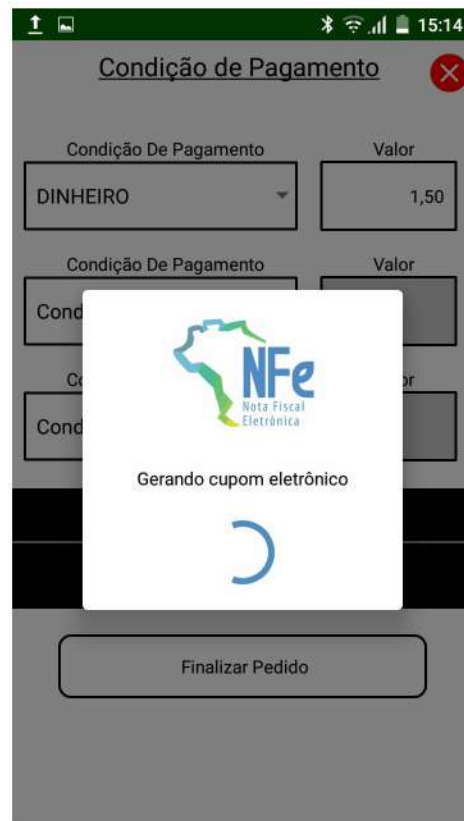 15:14
Condição de Pagamento
Condição De Pagamento Valor
DINHEIRO 1,50
Condição De Pagamento Valor
Cond
NFe
Nota Fiscal
Eletrônica
Cond
Gerando cupom eletrônico
Finalizar Pedido